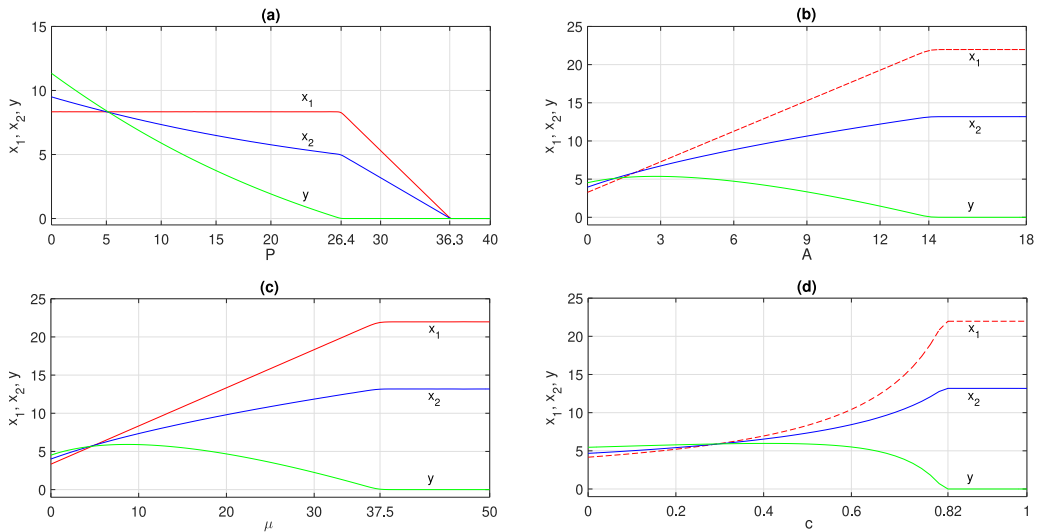 (a)
15
10
5
0
x₁, x₂, y
x₁
x₂
y
0 5 10 15 20 26,4 30 36.3 40
P
(b)
25
20
15
10
5
0
x₁, x₂, y
x₁
x₂
y
0 3 6 9 12 14 18
A
(c)
25
20
15
10
5
0
x₁, x₂, y
x₁
x₂
y
0 10 20 30 37.5 50
μ
(d)
25
20
15
10
5
0
x₁, x₂, y
x₁
x₂
y
0 0.2 0.4 0.6 0.82 1
c